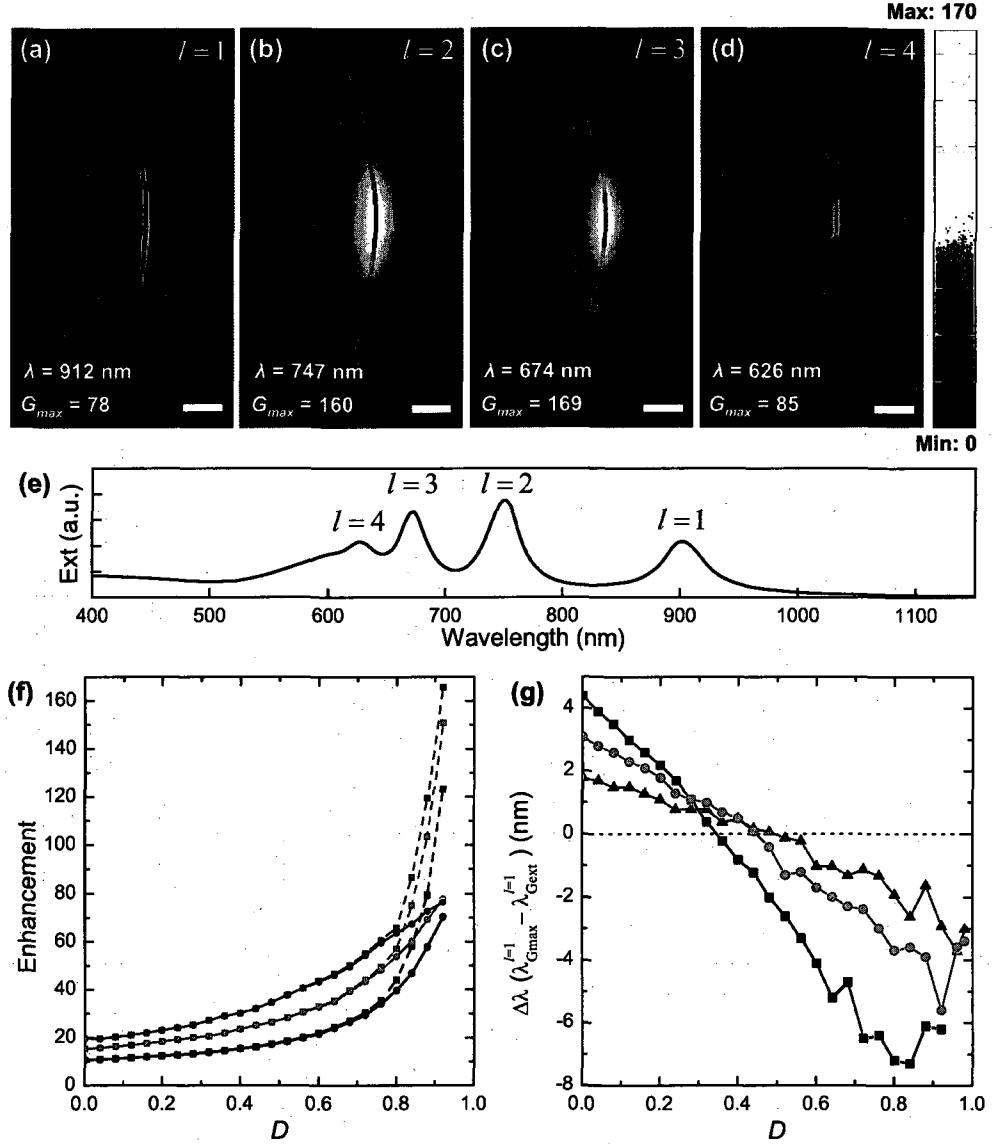 Max: 170
(a) l = 1
(b) l = 2
(c) l = 3
(d) l = 4
λ = 912 nm
G_max = 78
λ = 747 nm
G_max = 160
λ = 674 nm
G_max = 169
λ = 626 nm
G_max = 85
Min: 0
(e)
Ext (a.u.)
l = 4
l = 3
l = 2
l = 1
400 500 600 700 800 900 1000 1100
Wavelength (nm)
(f)
Enhancement
160
140
120
100
80
60
40
20
0
0.0 0.2 0.4 0.6 0.8 1.0
D
(g)
Δλ (λ^{l=1}_{Gmax} − λ^{l=1}_{Gext}) (nm)
4
2
0
-2
-4
-6
-8
0.0 0.2 0.4 0.6 0.8 1.0
D